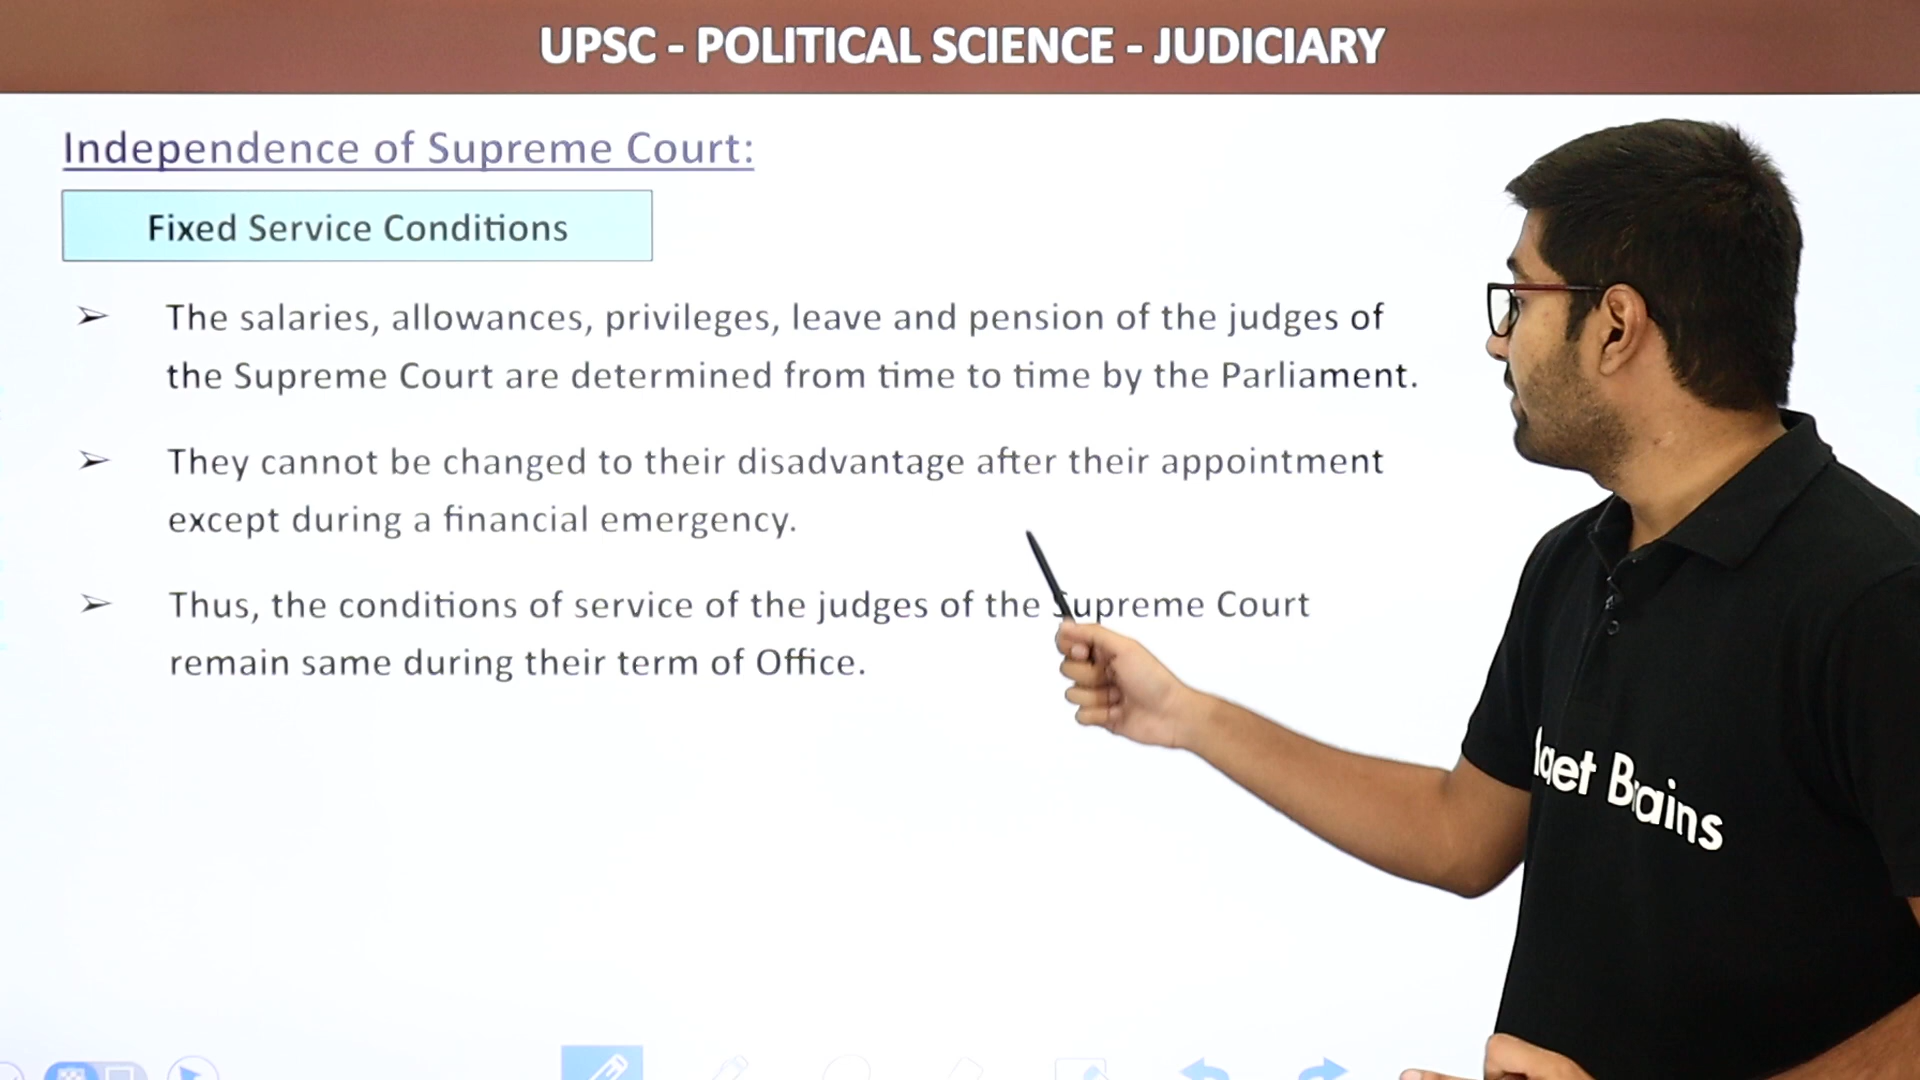 UPSC - POLITICAL SCIENCE - JUDICIARY
Independence of Supreme Court:
Fixed Service Conditions
➢ The salaries, allowances, privileges, leave and pension of the judges of
the Supreme Court are determined from time to time by the Parliament.
➢ They cannot be changed to their disadvantage after their appointment
except during a financial emergency.
➢ Thus, the conditions of service of the judges of the Supreme Court
remain same during their term of Office.
Brains